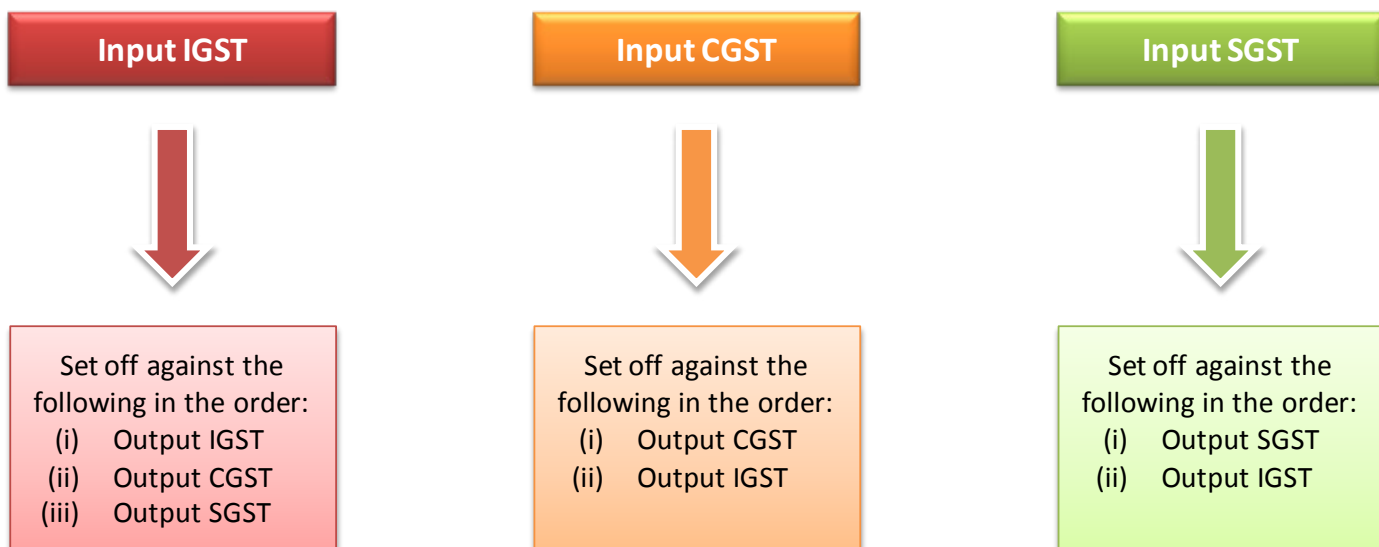 Input IGST
Input CGST
Input SGST
Set off against the
following in the order:
(i) Output IGST
(ii) Output CGST
(iii) Output SGST
Set off against the
following in the order:
(i) Output CGST
(ii) Output IGST
Set off against the
following in the order:
(i) Output SGST
(ii) Output IGST